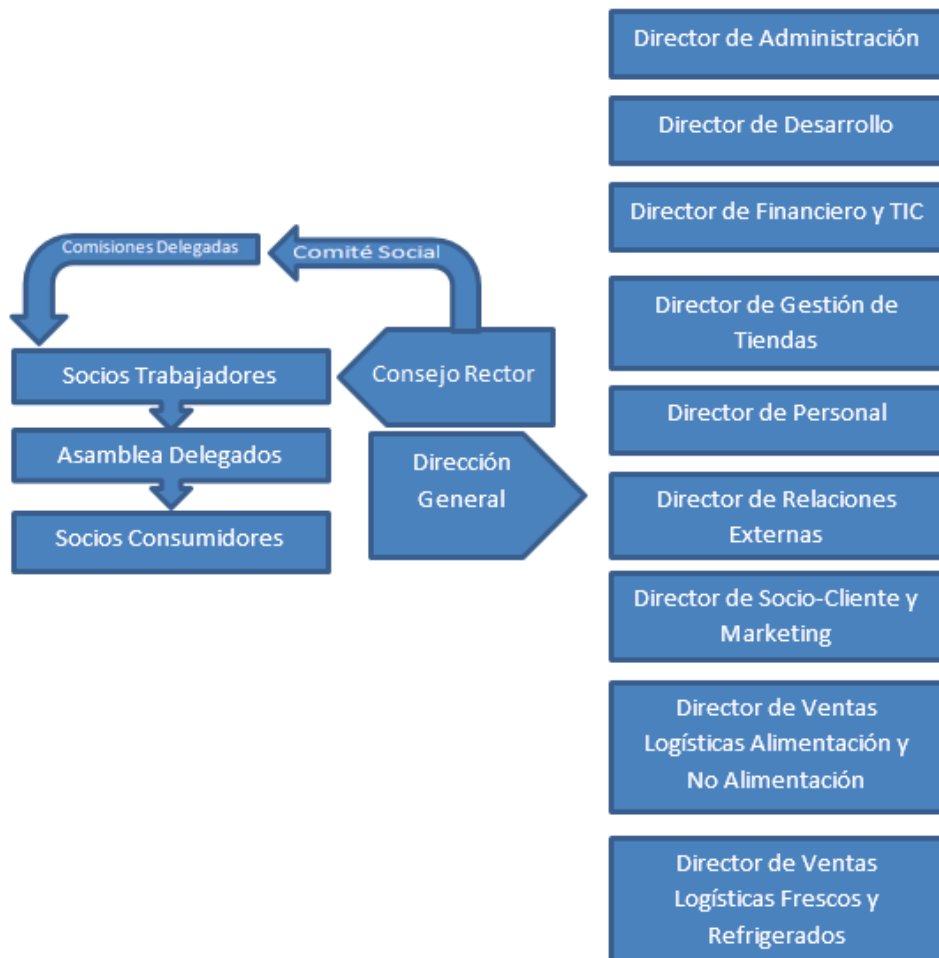 Comisiones Delegadas
Comité Social
Socios Trabajadores
Asamblea Delegados
Socios Consumidores
Consejo Rector
Dirección
General
Director de Administración
Director de Desarrollo
Director de Financiero y TIC
Director de Gestión de
Tiendas
Director de Personal
Director de Relaciones
Externas
Director de Socio-Cliente y
Marketing
Director de Ventas
Logísticas Alimentación y
No Alimentación
Director de Ventas
Logísticas Frescos y
Refrigerados